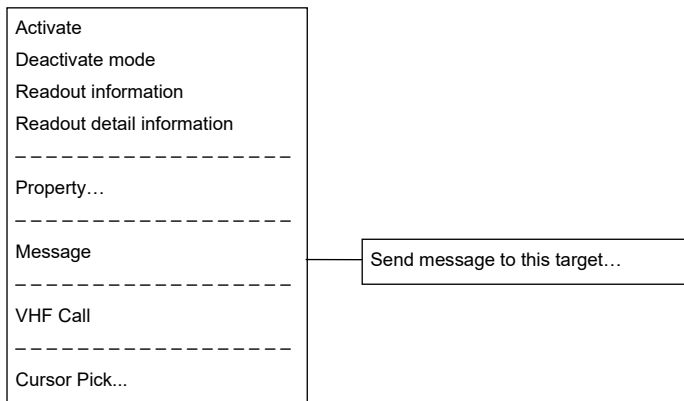 Activate
Deactivate mode
Readout information
Readout detail information
Property…
Message
Send message to this target…
VHF Call
Cursor Pick...